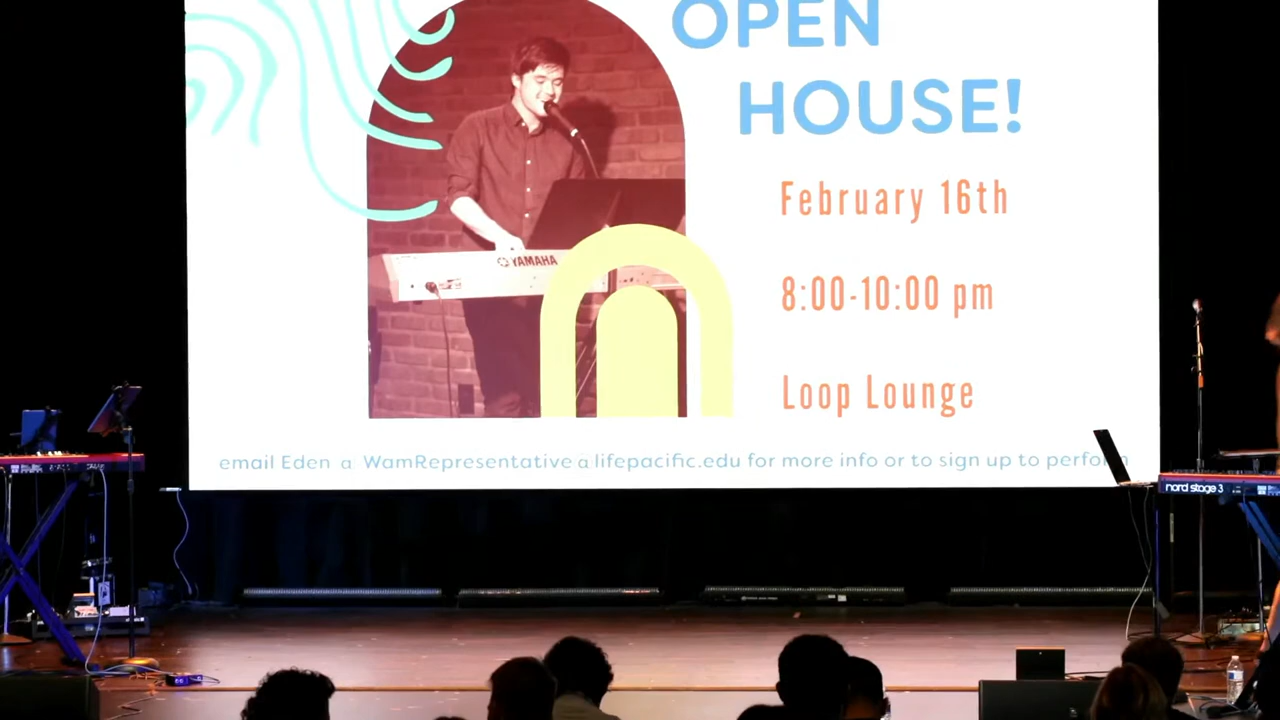 OPEN
HOUSE!
February 16th
8:00-10:00 pm
Loop Lounge
YAMAHA
email Eden a WamRepresentative a lifepacific.edu for more info or to sign up to perform
nord stage 3